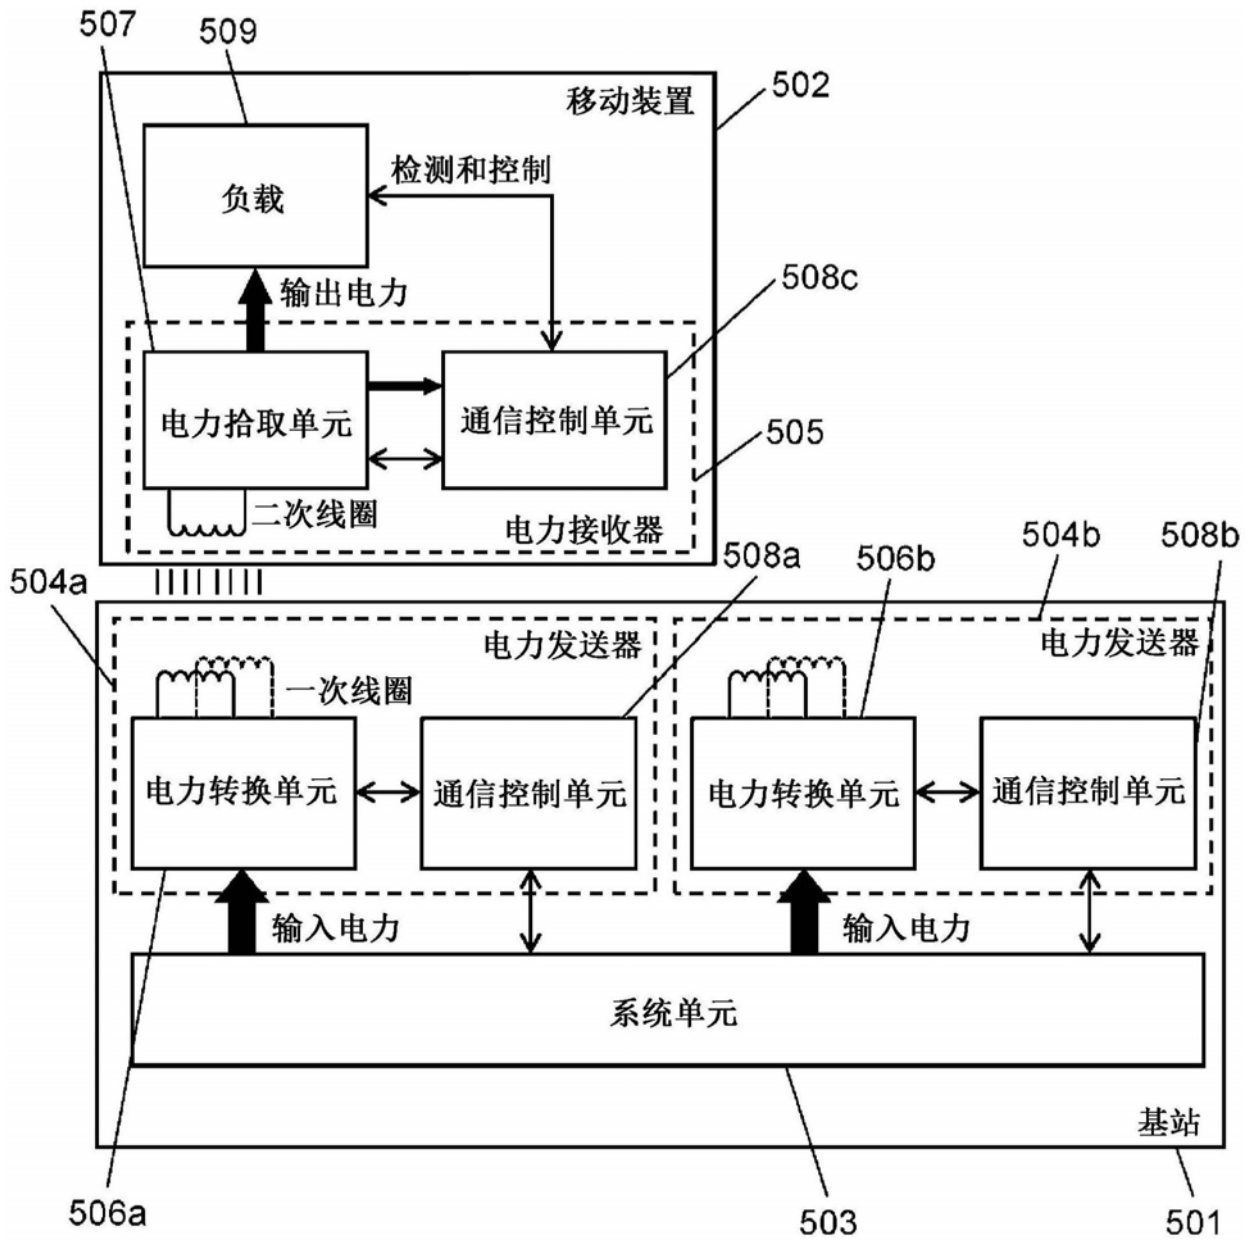 507
509
502
移动装置
负载
检测和控制
输出电力
508c
电力拾取单元
通信控制单元
505
二次线圈
电力接收器
504a
508a
506b
504b
508b
电力发送器
电力发送器
一次线圈
电力转换单元
通信控制单元
电力转换单元
通信控制单元
输入电力
输入电力
系统单元
基站
506a
503
501